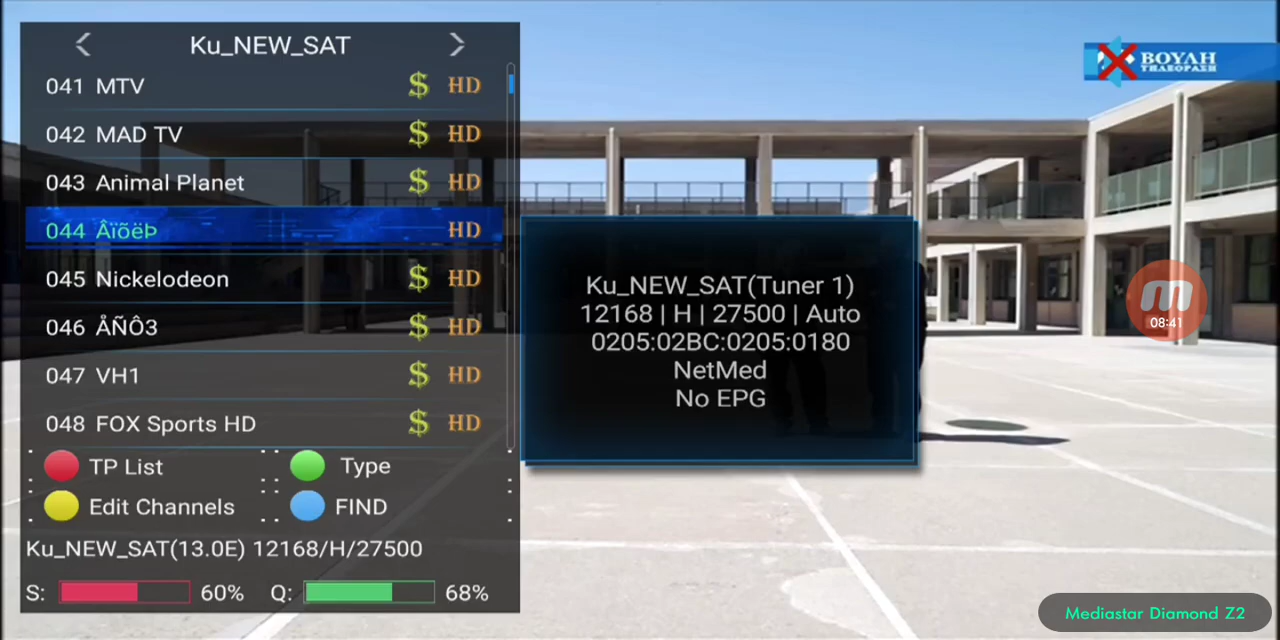 Ku_NEW_SAT
041 MTV $ HD
042 MAD TV $ HD
043 Animal Planet $ HD
044 ÂïõëÞ HD
045 Nickelodeon $ HD
046 ÅÑÔ3 $ HD
047 VH1 $ HD
048 FOX Sports HD $ HD
TP List
Type
Edit Channels
FIND
Ku_NEW_SAT(13.0E) 12168/H/27500
S: 60% Q: 68%
Ku_NEW_SAT(Tuner 1)
12168 | H | 27500 | Auto
0205:02BC:0205:0180
NetMed
No EPG
ΒΟΥΛΗ
ΤΗΛΕΟΡΑΣΗ
08:41
Mediastar Diamond Z2